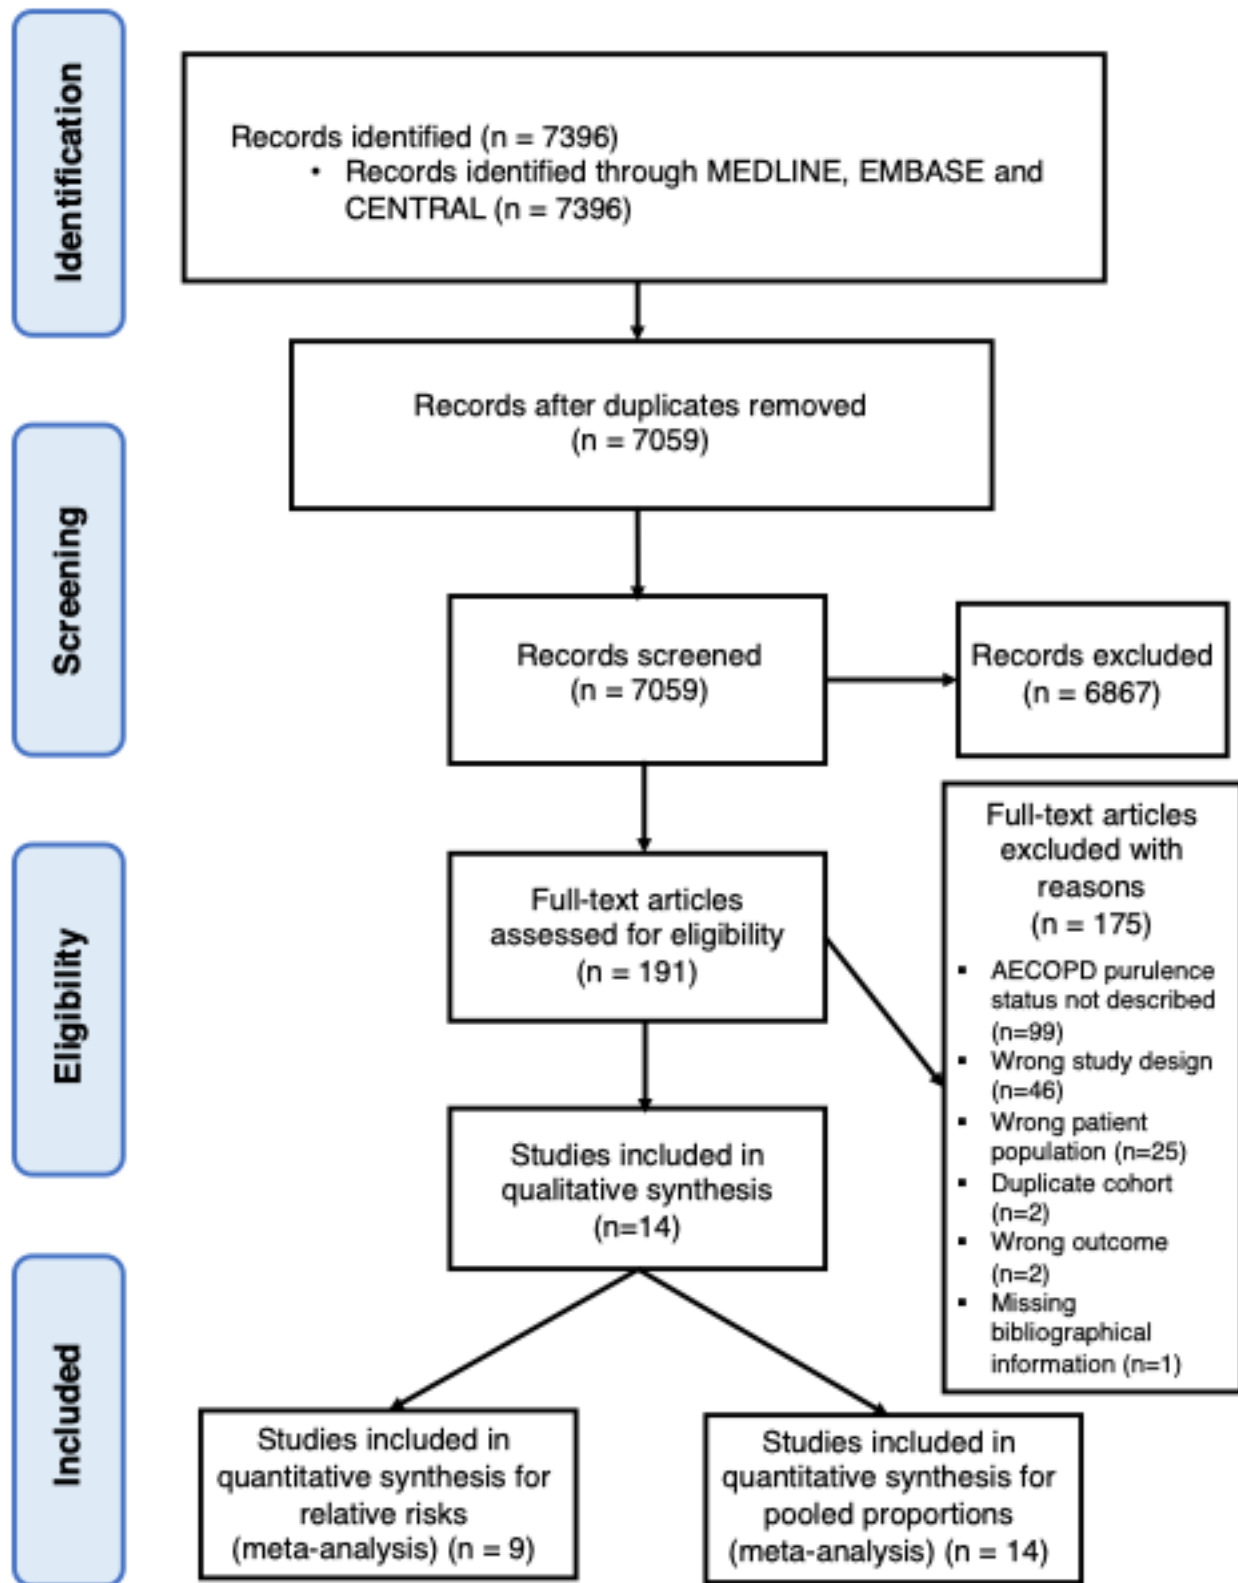 Identification
Records identified (n = 7396)
• Records identified through MEDLINE, EMBASE and
CENTRAL (n = 7396)
Records after duplicates removed
(n = 7059)
Screening
Records screened
(n = 7059)
Records excluded
(n = 6867)
Eligibility
Full-text articles
assessed for eligibility
(n = 191)
Full-text articles
excluded with
reasons
(n = 175)
▪ AECOPD purulence
status not described
(n=99)
▪ Wrong study design
(n=46)
▪ Wrong patient
population (n=25)
▪ Duplicate cohort
(n=2)
▪ Wrong outcome
(n=2)
▪ Missing
bibliographical
information (n=1)
Studies included in
qualitative synthesis
(n=14)
Included
Studies included in
quantitative synthesis for
relative risks
(meta-analysis) (n = 9)
Studies included in
quantitative synthesis for
pooled proportions
(meta-analysis) (n = 14)